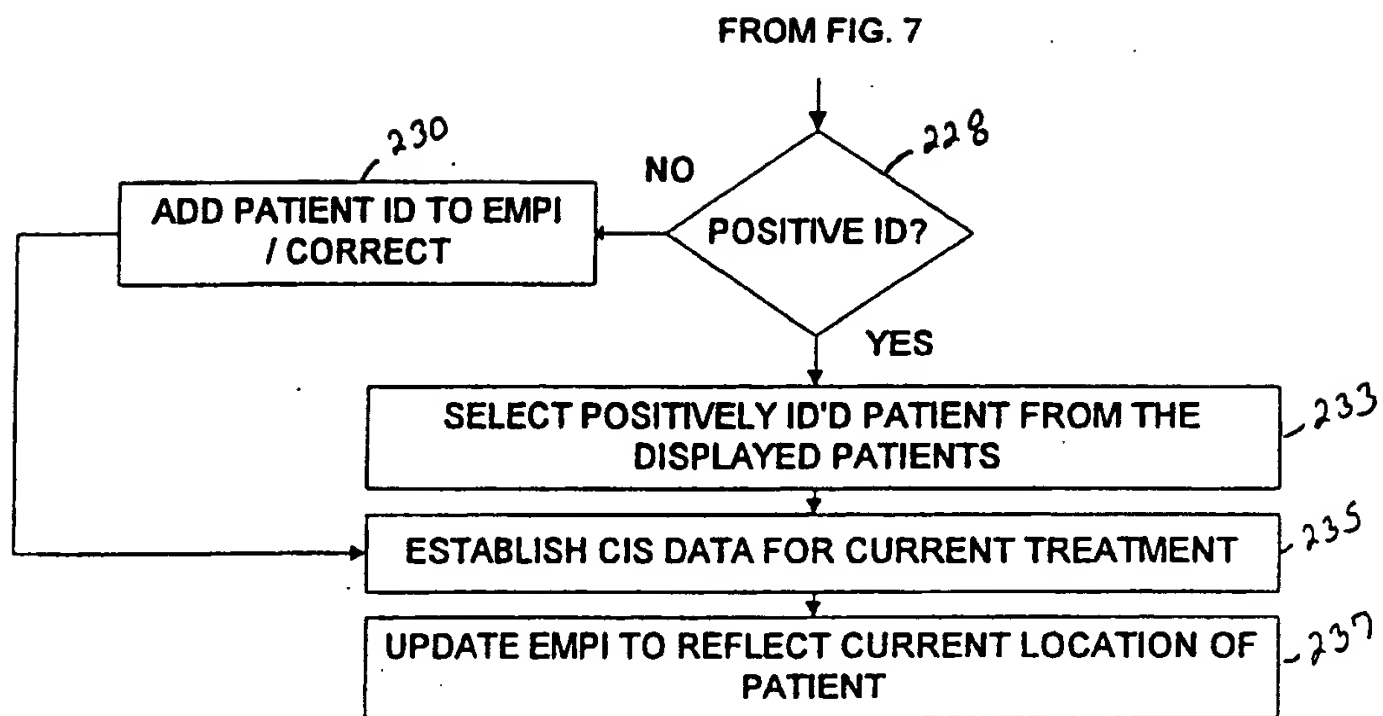 FROM FIG. 7
230
228
NO
ADD PATIENT ID TO EMPI
/ CORRECT
POSITIVE ID?
YES
SELECT POSITIVELY ID'D PATIENT FROM THE
DISPLAYED PATIENTS
233
ESTABLISH CIS DATA FOR CURRENT TREATMENT
235
UPDATE EMPI TO REFLECT CURRENT LOCATION OF
PATIENT
237